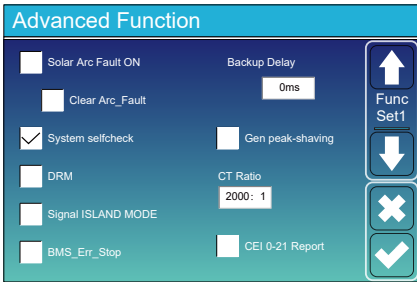 Advanced Function
Solar Arc Fault ON
Backup Delay
Clear Arc_Fault
0ms
Func
Set1
System selfcheck
Gen peak-shaving
DRM
CT Ratio
2000: 1
Signal ISLAND MODE
BMS_Err_Stop
CEI 0-21 Report